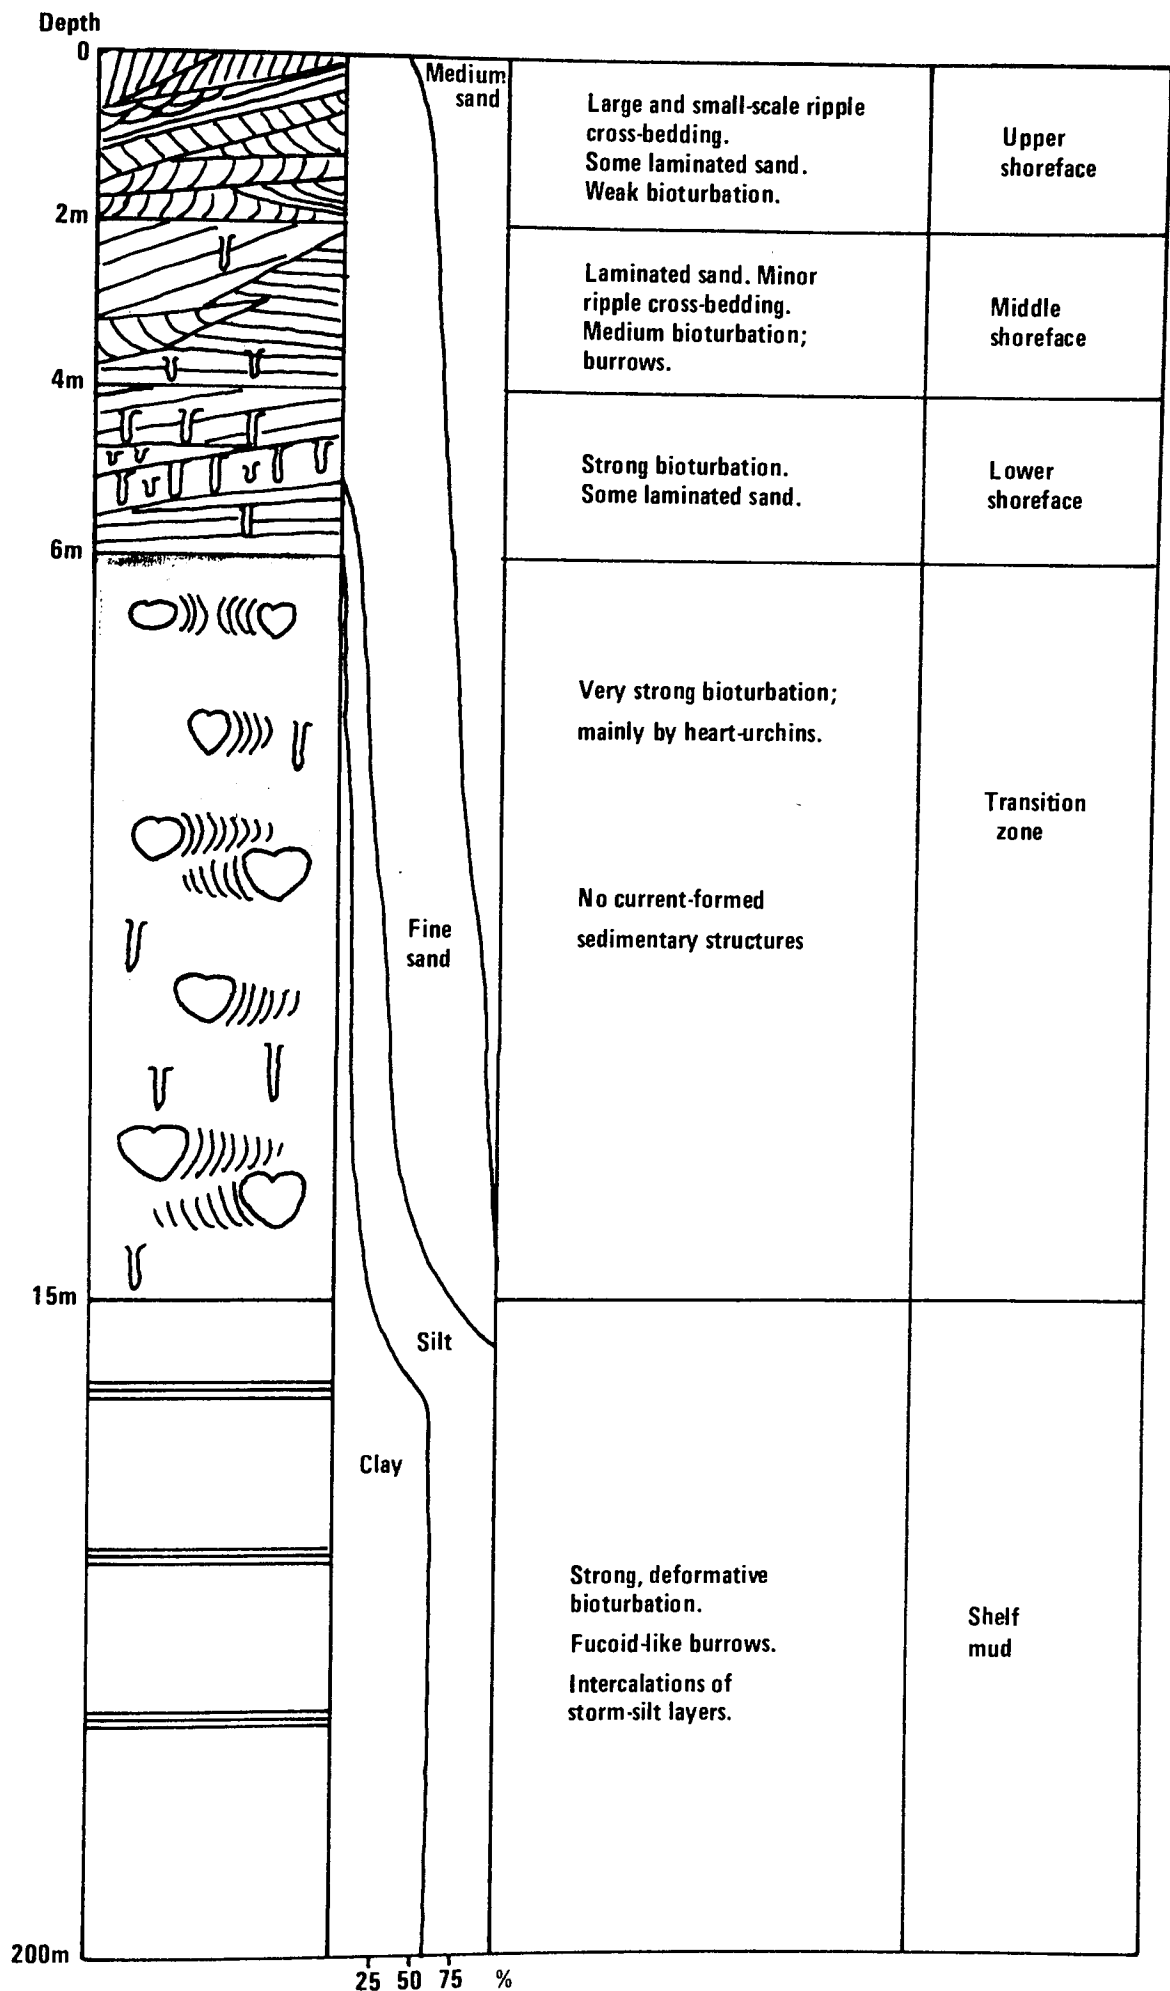 Depth
0
Medium
sand
Large and small-scale ripple
cross-bedding.
Some laminated sand.
Weak bioturbation.
Upper
shoreface
2m
Laminated sand. Minor
ripple cross-bedding.
Medium bioturbation;
burrows.
Middle
shoreface
4m
Strong bioturbation.
Some laminated sand.
Lower
shoreface
6m
Very strong bioturbation;
mainly by heart-urchins.
Transition
zone
No current-formed
sedimentary structures
Fine
sand
15m
Silt
Clay
Strong, deformative
bioturbation.
Fucoid-like burrows.
Intercalations of
storm-silt layers.
Shelf
mud
200m
25 50 75 %